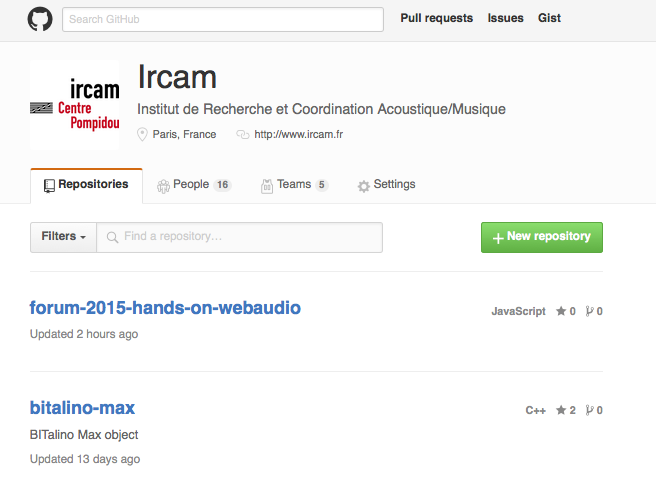 Search GitHub
Pull requests Issues Gist
ircam
Centre
Pompidou
Ircam
Institut de Recherche et Coordination Acoustique/Musique
Paris, France http://www.ircam.fr
Repositories People 16 Teams 5 Settings
Filters Find a repository... New repository
forum-2015-hands-on-webaudio
JavaScript 0 0
Updated 2 hours ago
bitalino-max
C++ 2 0
BITalino Max object
Updated 13 days ago